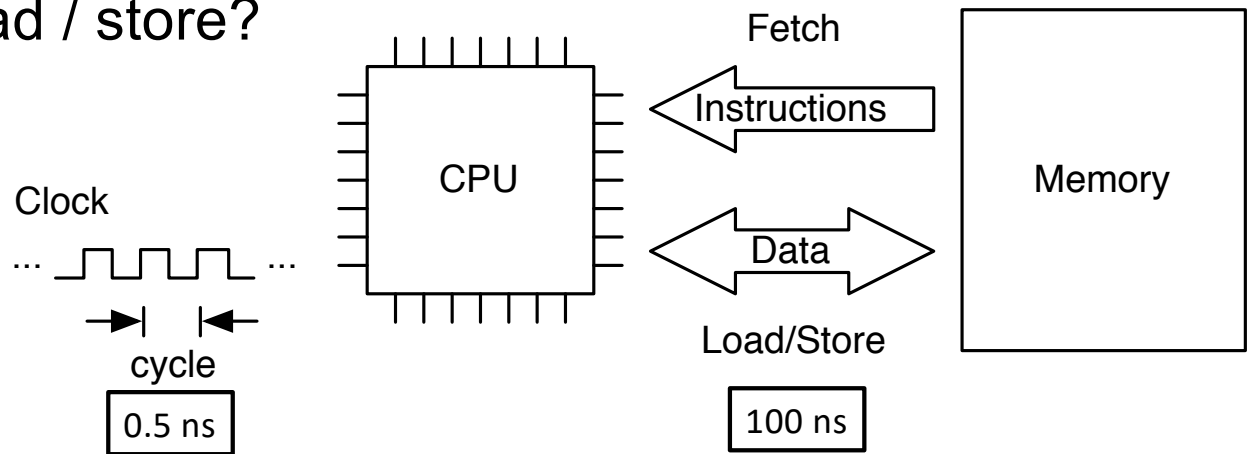 ad / store?
Fetch
Instructions
CPU
Memory
Clock
... ...
Data
Load/Store
cycle
0.5 ns
100 ns